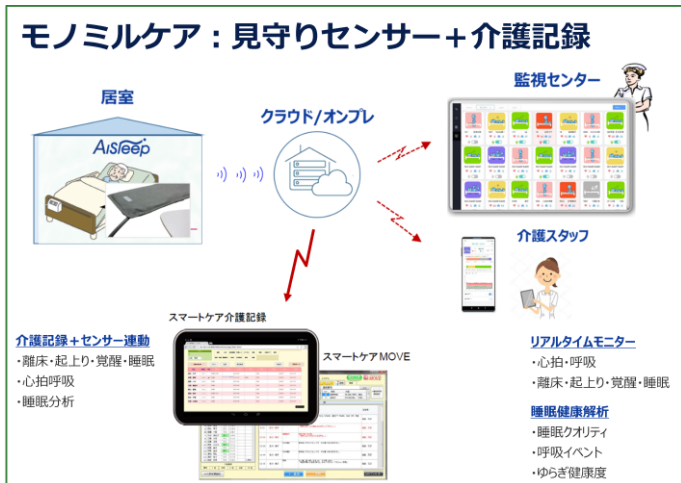 モノミルケア：見守りセンサー＋介護記録
居室
クラウド/オンプレ
監視センター
AiSleep
介護スタッフ
スマートケア介護記録
スマートケアMOVE
介護記録＋センサー連動
・離床・起上り・覚醒・睡眠
・心拍呼吸
・睡眠分析
リアルタイムモニター
・心拍・呼吸
・離床・起上り・覚醒・睡眠
睡眠健康解析
・睡眠クオリティ
・呼吸イベント
・ゆらぎ健康度